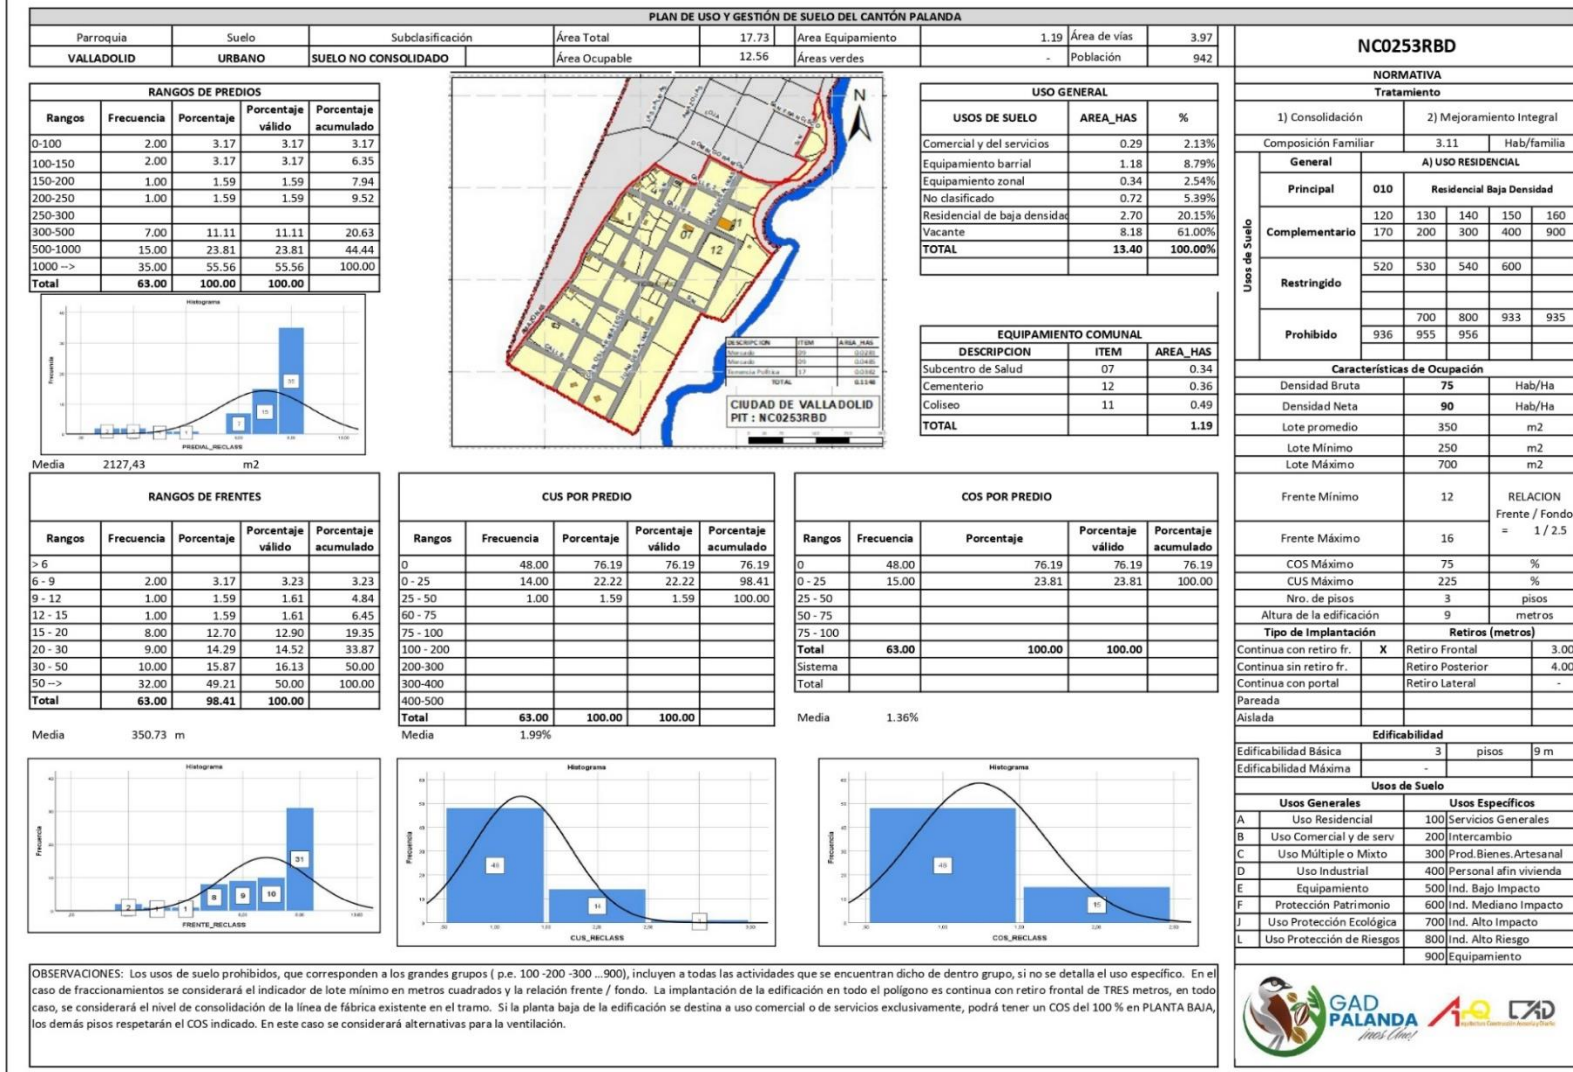 PLAN DE USO Y GESTIÓN DE SUELO DEL CANTÓN PALANDA
Parroquia Suelo Subclasificación Área Total 17.73 Area Equipamiento 1.19 Área de vías 3.97
VALLADOLID URBANO SUELO NO CONSOLIDADO Área Ocupable 12.56 Áreas verdes - Población 942
RANGOS DE PREDIOS
Rangos Frecuencia Porcentaje Porcentaje válido Porcentaje acumulado
0-100 2.00 3.17 3.17 3.17
100-150 2.00 3.17 3.17 6.35
150-200 1.00 1.59 1.59 7.94
200-250 1.00 1.59 1.59 9.52
250-300
300-500 7.00 11.11 11.11 20.63
500-1000 15.00 23.81 23.81 44.44
1000 --> 35.00 55.56 55.56 100.00
Total 63.00 100.00 100.00
Histograma
Frecuencia
7 15 35
PREDIAL_RECLASS
Media 2127,43 m2
N
07 11 12
DESCRIPCION ITEM AREA_HAS
Mercado 09
Mercado 09
Tenencia Política 17
TOTAL
CIUDAD DE VALLADOLID
PIT : NC0253RBD
USO GENERAL
USOS DE SUELO AREA_HAS %
Comercial y del servicios 0.29 2.13%
Equipamiento barrial 1.18 8.79%
Equipamiento zonal 0.34 2.54%
No clasificado 0.72 5.39%
Residencial de baja densidad 2.70 20.15%
Vacante 8.18 61.00%
TOTAL 13.40 100.00%
EQUIPAMIENTO COMUNAL
DESCRIPCION ITEM AREA_HAS
Subcentro de Salud 07 0.34
Cementerio 12 0.36
Coliseo 11 0.49
TOTAL 1.19
RANGOS DE FRENTES
Rangos Frecuencia Porcentaje Porcentaje válido Porcentaje acumulado
> 6
6 - 9 2.00 3.17 3.23 3.23
9 - 12 1.00 1.59 1.61 4.84
12 - 15 1.00 1.59 1.61 6.45
15 - 20 8.00 12.70 12.90 19.35
20 - 30 9.00 14.29 14.52 33.87
30 - 50 10.00 15.87 16.13 50.00
50 --> 32.00 49.21 50.00 100.00
Total 63.00 98.41 100.00
Media 350.73 m
CUS POR PREDIO
Rangos Frecuencia Porcentaje Porcentaje válido Porcentaje acumulado
0 48.00 76.19 76.19 76.19
0 - 25 14.00 22.22 22.22 98.41
25 - 50 1.00 1.59 1.59 100.00
60 - 75
75 - 100
100 - 200
200-300
300-400
400-500
Total 63.00 100.00 100.00
Media 1.99%
COS POR PREDIO
Rangos Frecuencia Porcentaje Porcentaje válido Porcentaje acumulado
0 48.00 76.19 76.19 76.19
0 - 25 15.00 23.81 23.81 100.00
25 - 50
50 - 75
75 - 100
Total 63.00 100.00 100.00
Sistema
Total
Media 1.36%
Histograma
Frecuencia
2 1 1 8 9 10 31
FRENTE_RECLASS
Histograma
Frecuencia
48 14
CUS_RECLASS
Histograma
Frecuencia
48 15
COS_RECLASS
OBSERVACIONES: Los usos de suelo prohibidos, que corresponden a los grandes grupos ( p.e. 100 -200 -300 ...900), incluyen a todas las actividades que se encuentran dicho de dentro grupo, si no se detalla el uso específico. En el
caso de fraccionamientos se considerará el indicador de lote mínimo en metros cuadrados y la relación frente / fondo. La implantación de la edificación en todo el polígono es continua con retiro frontal de TRES metros, en todo
caso, se considerará el nivel de consolidación de la línea de fábrica existente en el tramo. Si la planta baja de la edificación se destina a uso comercial o de servicios exclusivamente, podrá tener un COS del 100 % en PLANTA BAJA,
los demás pisos respetarán el COS indicado. En este caso se considerará alternativas para la ventilación.
NC0253RBD
NORMATIVA
Tratamiento
1) Consolidación 2) Mejoramiento Integral
Composición Familiar 3.11 Hab/familia
Usos de Suelo
General A) USO RESIDENCIAL
Principal 010 Residencial Baja Densidad
Complementario 120 130 140 150 160
170 200 300 400 900
Restringido 520 530 540 600
Prohibido 700 800 933 935
936 955 956
Características de Ocupación
Densidad Bruta 75 Hab/Ha
Densidad Neta 90 Hab/Ha
Lote promedio 350 m2
Lote Mínimo 250 m2
Lote Máximo 700 m2
Frente Mínimo 12 RELACION
Frente / Fondo
Frente Máximo 16 = 1 / 2.5
COS Máximo 75 %
CUS Máximo 225 %
Nro. de pisos 3 pisos
Altura de la edificación 9 metros
Tipo de Implantación Retiros (metros)
Continua con retiro fr. X Retiro Frontal 3.00
Continua sin retiro fr. Retiro Posterior 4.00
Continua con portal Retiro Lateral -
Pareada
Aislada
Edificabilidad
Edificabilidad Básica 3 pisos 9 m
Edificabilidad Máxima -
Usos de Suelo
Usos Generales Usos Específicos
A Uso Residencial 100 Servicios Generales
B Uso Comercial y de serv 200 Intercambio
C Uso Múltiple o Mixto 300 Prod.Bienes.Artesanal
D Uso Industrial 400 Personal afin vivienda
E Equipamiento 500 Ind. Bajo Impacto
F Protección Patrimonio 600 Ind. Mediano Impacto
J Uso Protección Ecológica 700 Ind. Alto Impacto
L Uso Protección de Riesgos 800 Ind. Alto Riesgo
900 Equipamiento
GAD
PALANDA